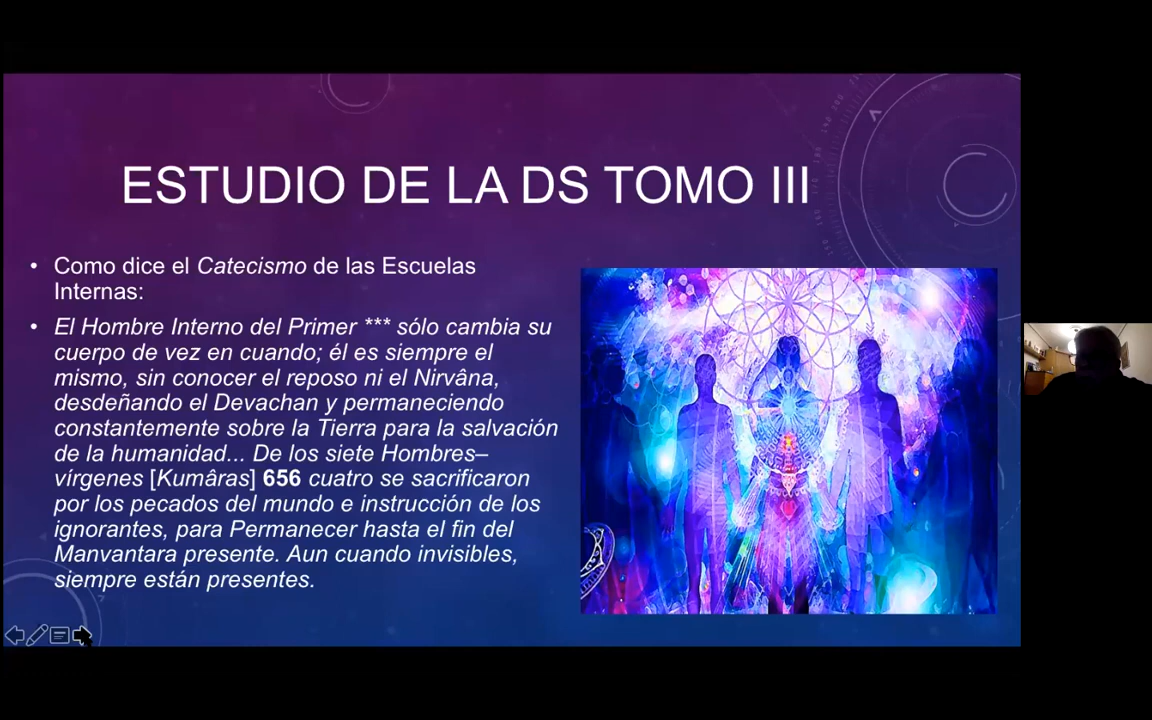 ESTUDIO DE LA DS TOMO III
• Como dice el Catecismo de las Escuelas
Internas:
• El Hombre Interno del Primer *** sólo cambia su
cuerpo de vez en cuando; él es siempre el
mismo, sin conocer el reposo ni el Nirvâna,
desdeñando el Devachan y permaneciendo
constantemente sobre la Tierra para la salvación
de la humanidad... De los siete Hombres–
vírgenes [Kumâras] 656 cuatro se sacrificaron
por los pecados del mundo e instrucción de los
ignorantes, para Permanecer hasta el fin del
Manvantara presente. Aun cuando invisibles,
siempre están presentes.